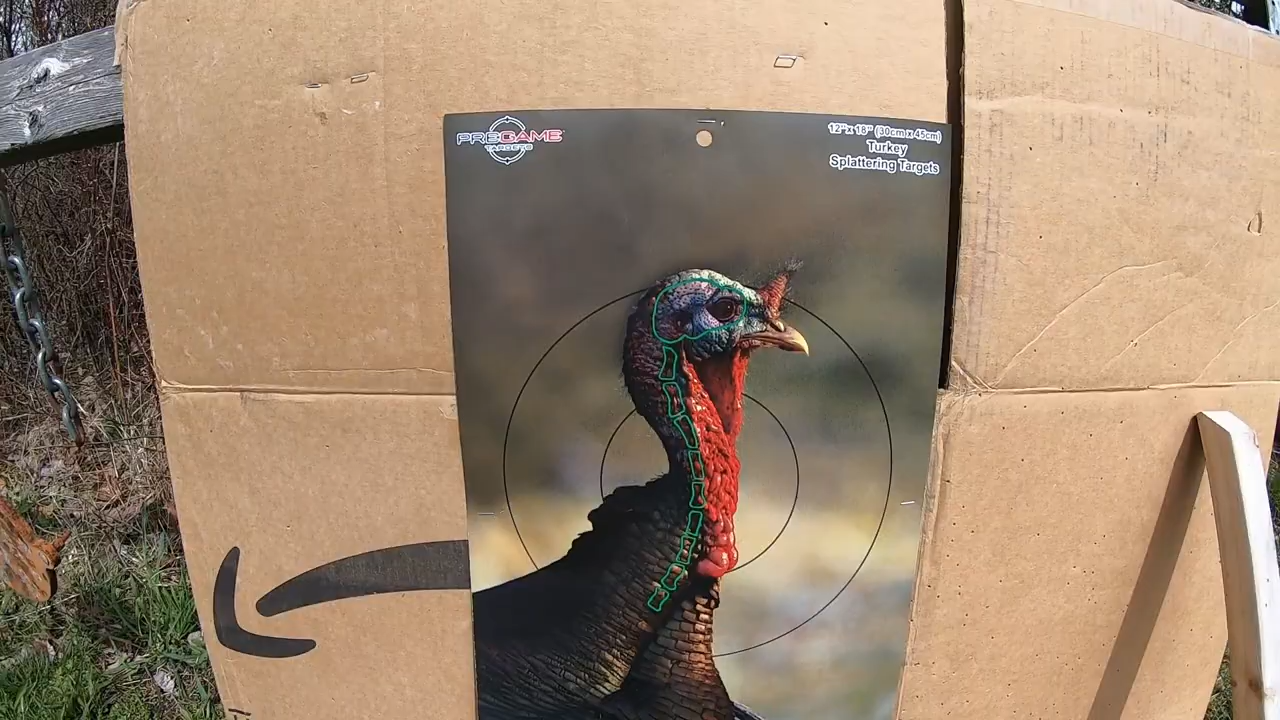 PREGAME
TARGETS
12"x 18" (30cm x 45cm)
Turkey
Splattering Targets